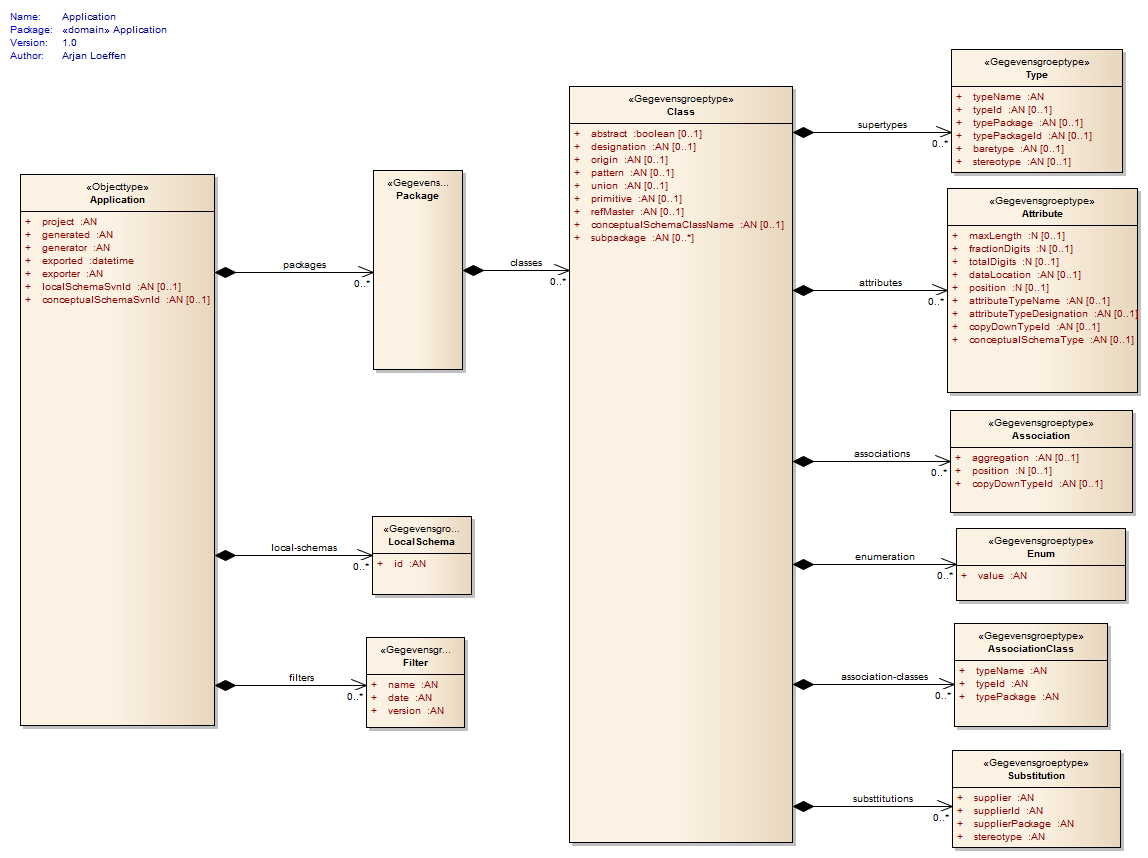 Name: Application
Package: «domain» Application
Version: 1.0
Author: Arjan Loeffen
«Objecttype»
Application
+ project :AN
+ generated :AN
+ generator :AN
+ exported :datetime
+ exporter :AN
+ localSchemaSvnId :AN [0..1]
+ conceptualSchemaSvnId :AN [0..1]
packages
0..*
«Gegevens...
Package
classes
0..*
local-schemas
0..*
«Gegevensgro...
LocalSchema
+ id :AN
filters
0..*
«Gegevensgr...
Filter
+ name :AN
+ date :AN
+ version :AN
«Gegevensgroeptype»
Class
+ abstract :boolean [0..1]
+ designation :AN [0..1]
+ origin :AN [0..1]
+ pattern :AN [0..1]
+ union :AN [0..1]
+ primitive :AN [0..1]
+ refMaster :AN [0..1]
+ conceptualSchemaClassName :AN [0..1]
+ subpackage :AN [0..*]
supertypes
0..*
«Gegevensgroeptype»
Type
+ typeName :AN
+ typeId :AN [0..1]
+ typePackage :AN [0..1]
+ typePackageId :AN [0..1]
+ baretype :AN [0..1]
+ stereotype :AN [0..1]
attributes
0..*
«Gegevensgroeptype»
Attribute
+ maxLength :N [0..1]
+ fractionDigits :N [0..1]
+ totalDigits :N [0..1]
+ dataLocation :AN [0..1]
+ position :N [0..1]
+ attributeTypeName :AN [0..1]
+ attributeTypeDesignation :AN [0..1]
+ copyDownTypeId :AN [0..1]
+ conceptualSchemaType :AN [0..1]
associations
0..*
«Gegevensgroeptype»
Association
+ aggregation :AN [0..1]
+ position :N [0..1]
+ copyDownTypeId :AN [0..1]
enumeration
0..*
«Gegevensgroeptype»
Enum
+ value :AN
association-classes
0..*
«Gegevensgroeptype»
AssociationClass
+ typeName :AN
+ typeId :AN
+ typePackage :AN
substtitutions
0..*
«Gegevensgroeptype»
Substitution
+ supplier :AN
+ supplierId :AN
+ supplierPackage :AN
+ stereotype :AN